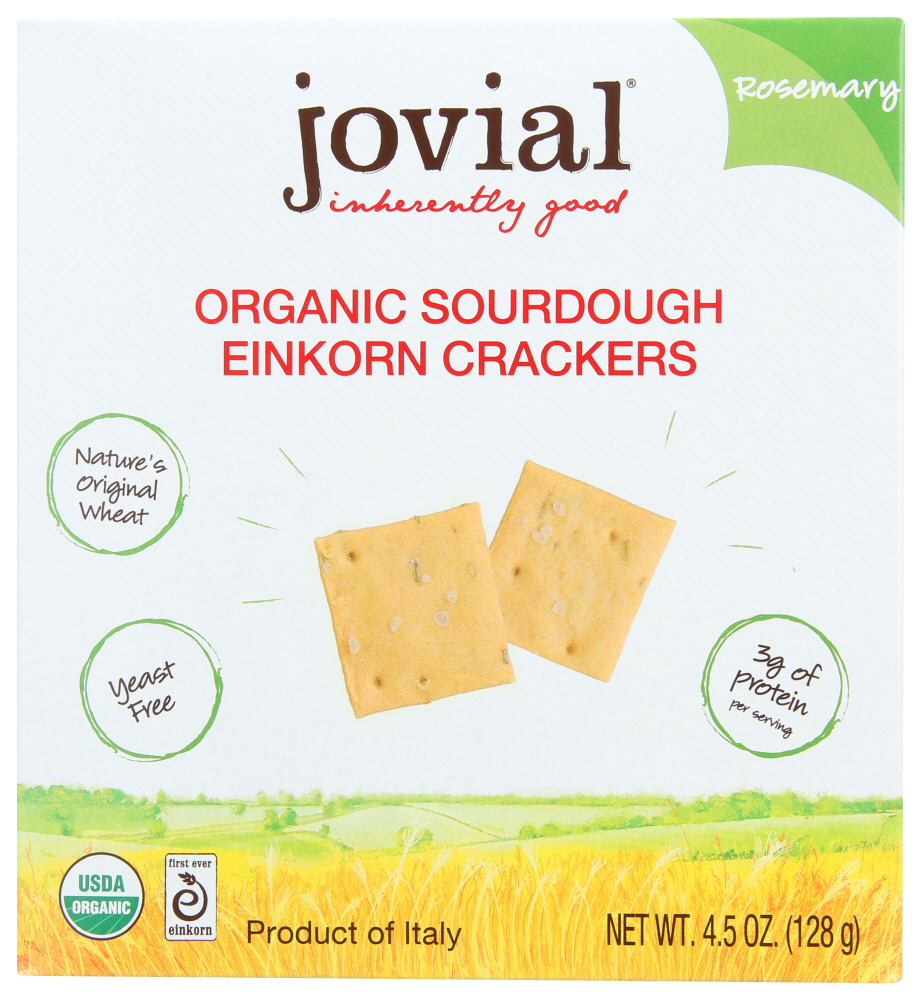 Rosemary
jovial®
inherently good
ORGANIC SOURDOUGH
EINKORN CRACKERS
Nature's
Original
Wheat
Yeast
Free
3g of
protein
per serving
USDA
ORGANIC
first ever
einkorn
Product of Italy
NET WT. 4.5 OZ. (128 g)